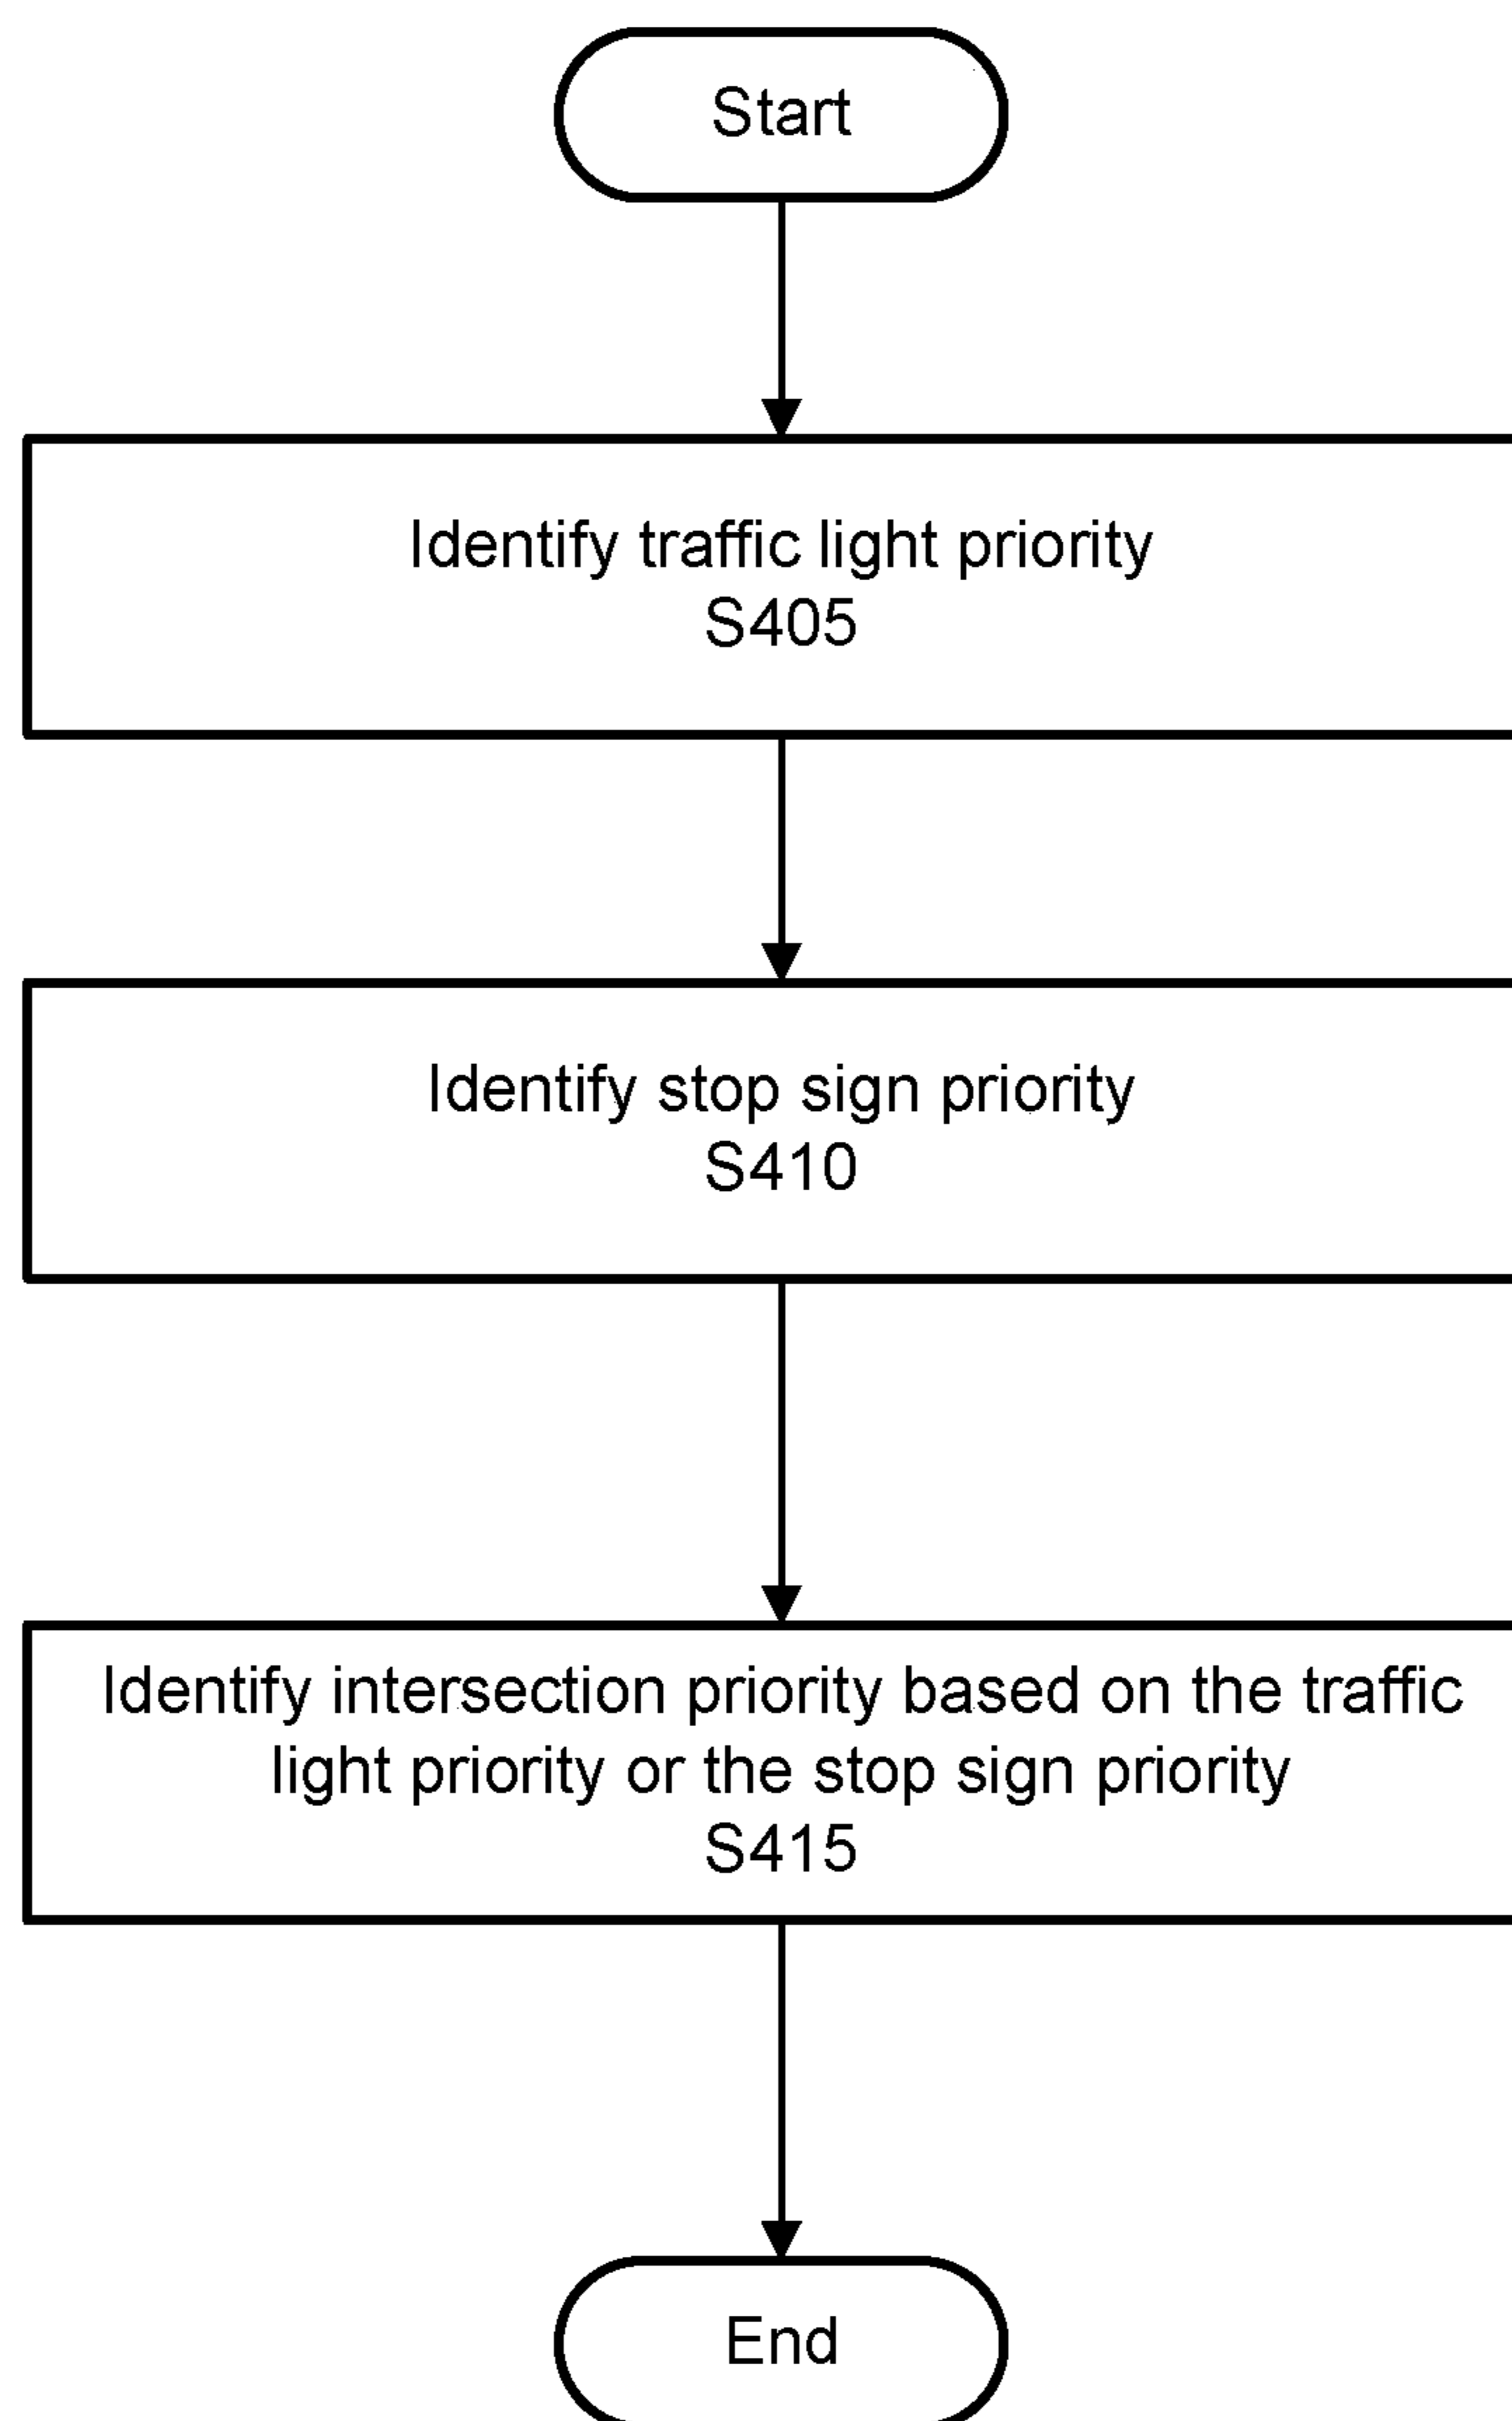 Start
Identify traffic light priority
S405
Identify stop sign priority
S410
Identify intersection priority based on the traffic
light priority or the stop sign priority
S415
End